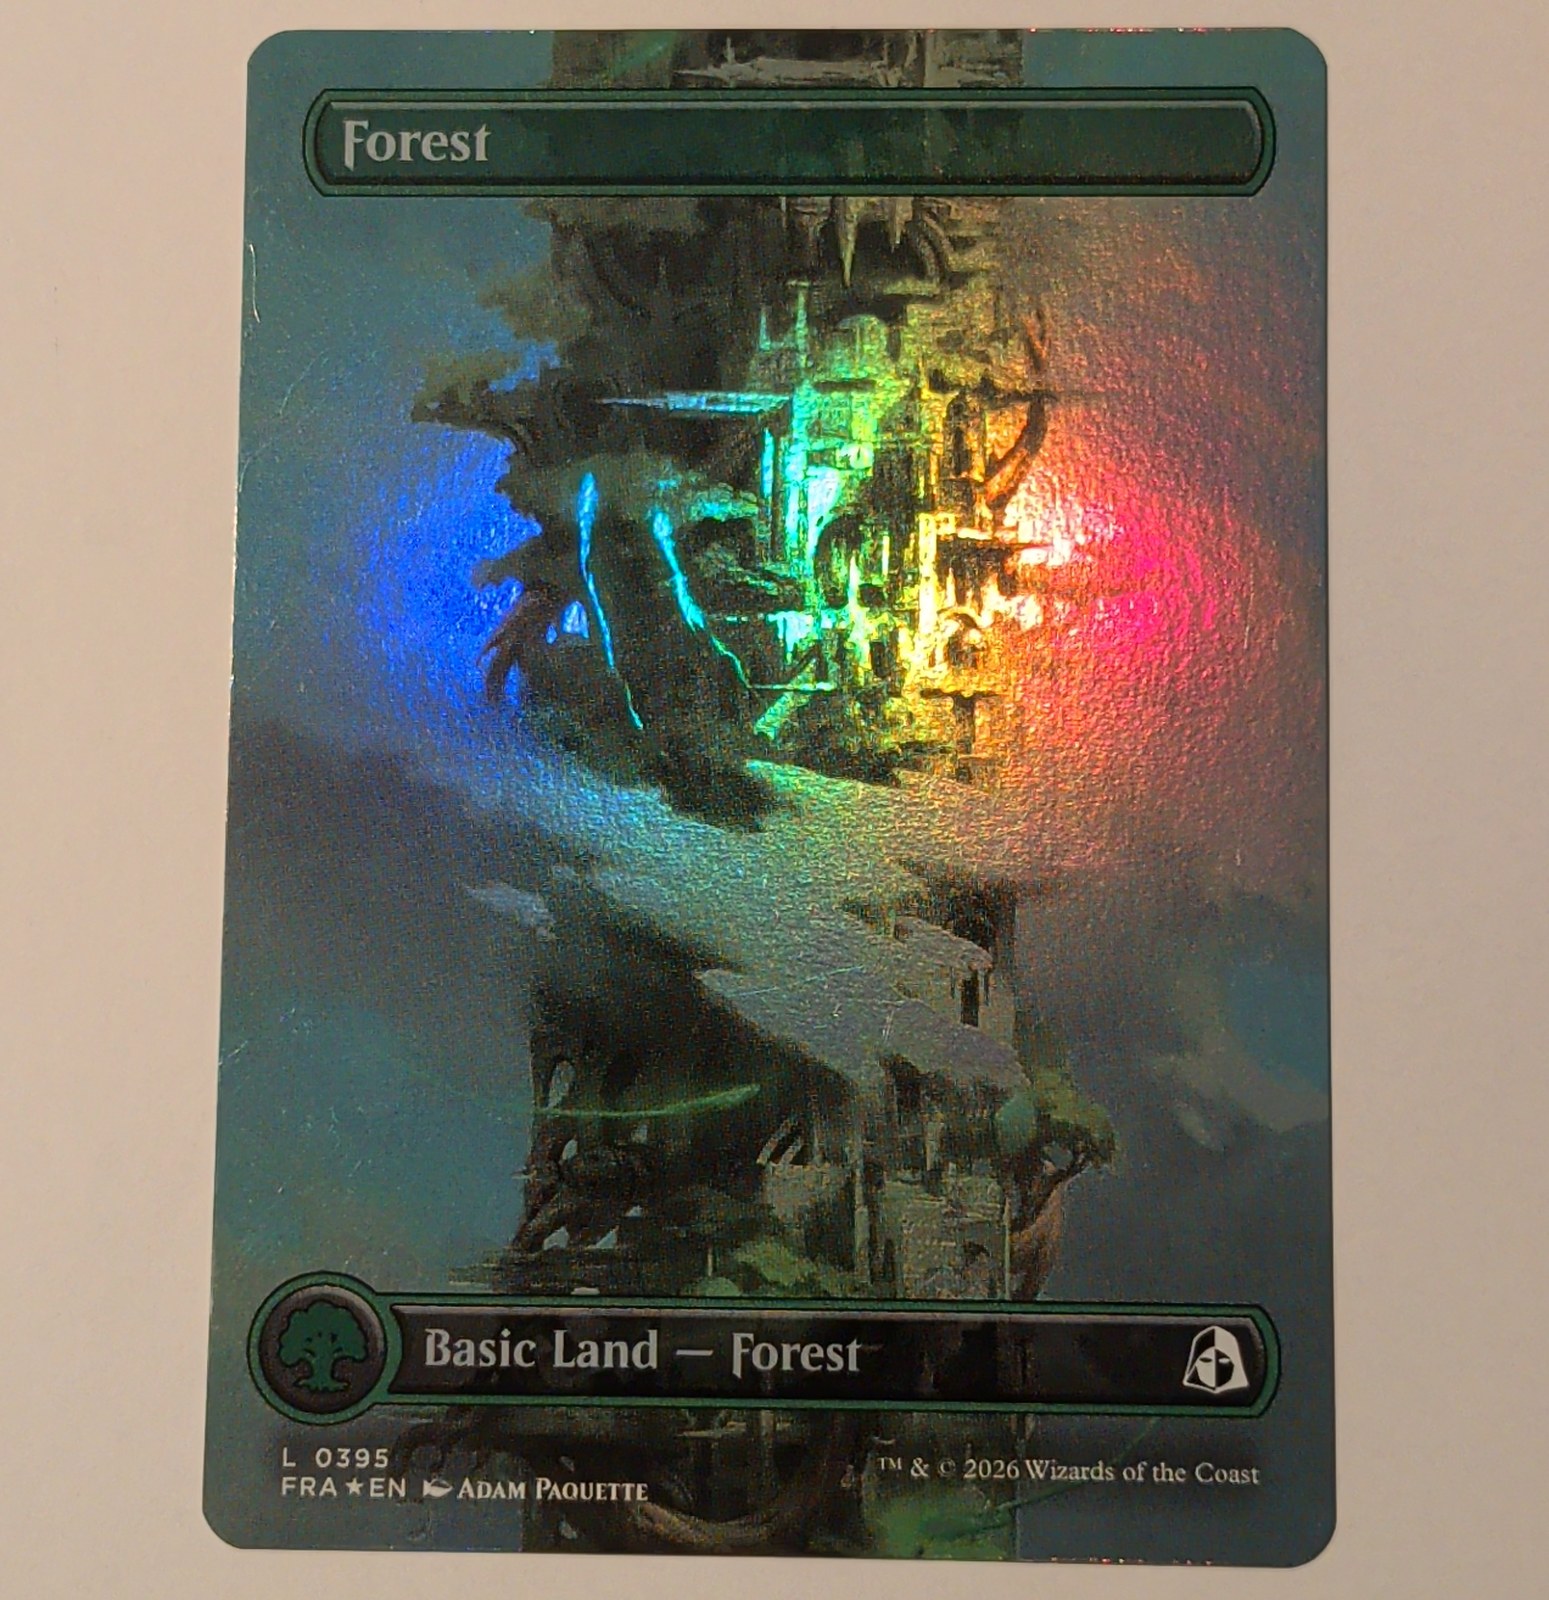 Forest
Basic Land — Forest
L 0395
FRA★EN ADAM PAQUETTE
™ & © 2026 Wizards of the Coast